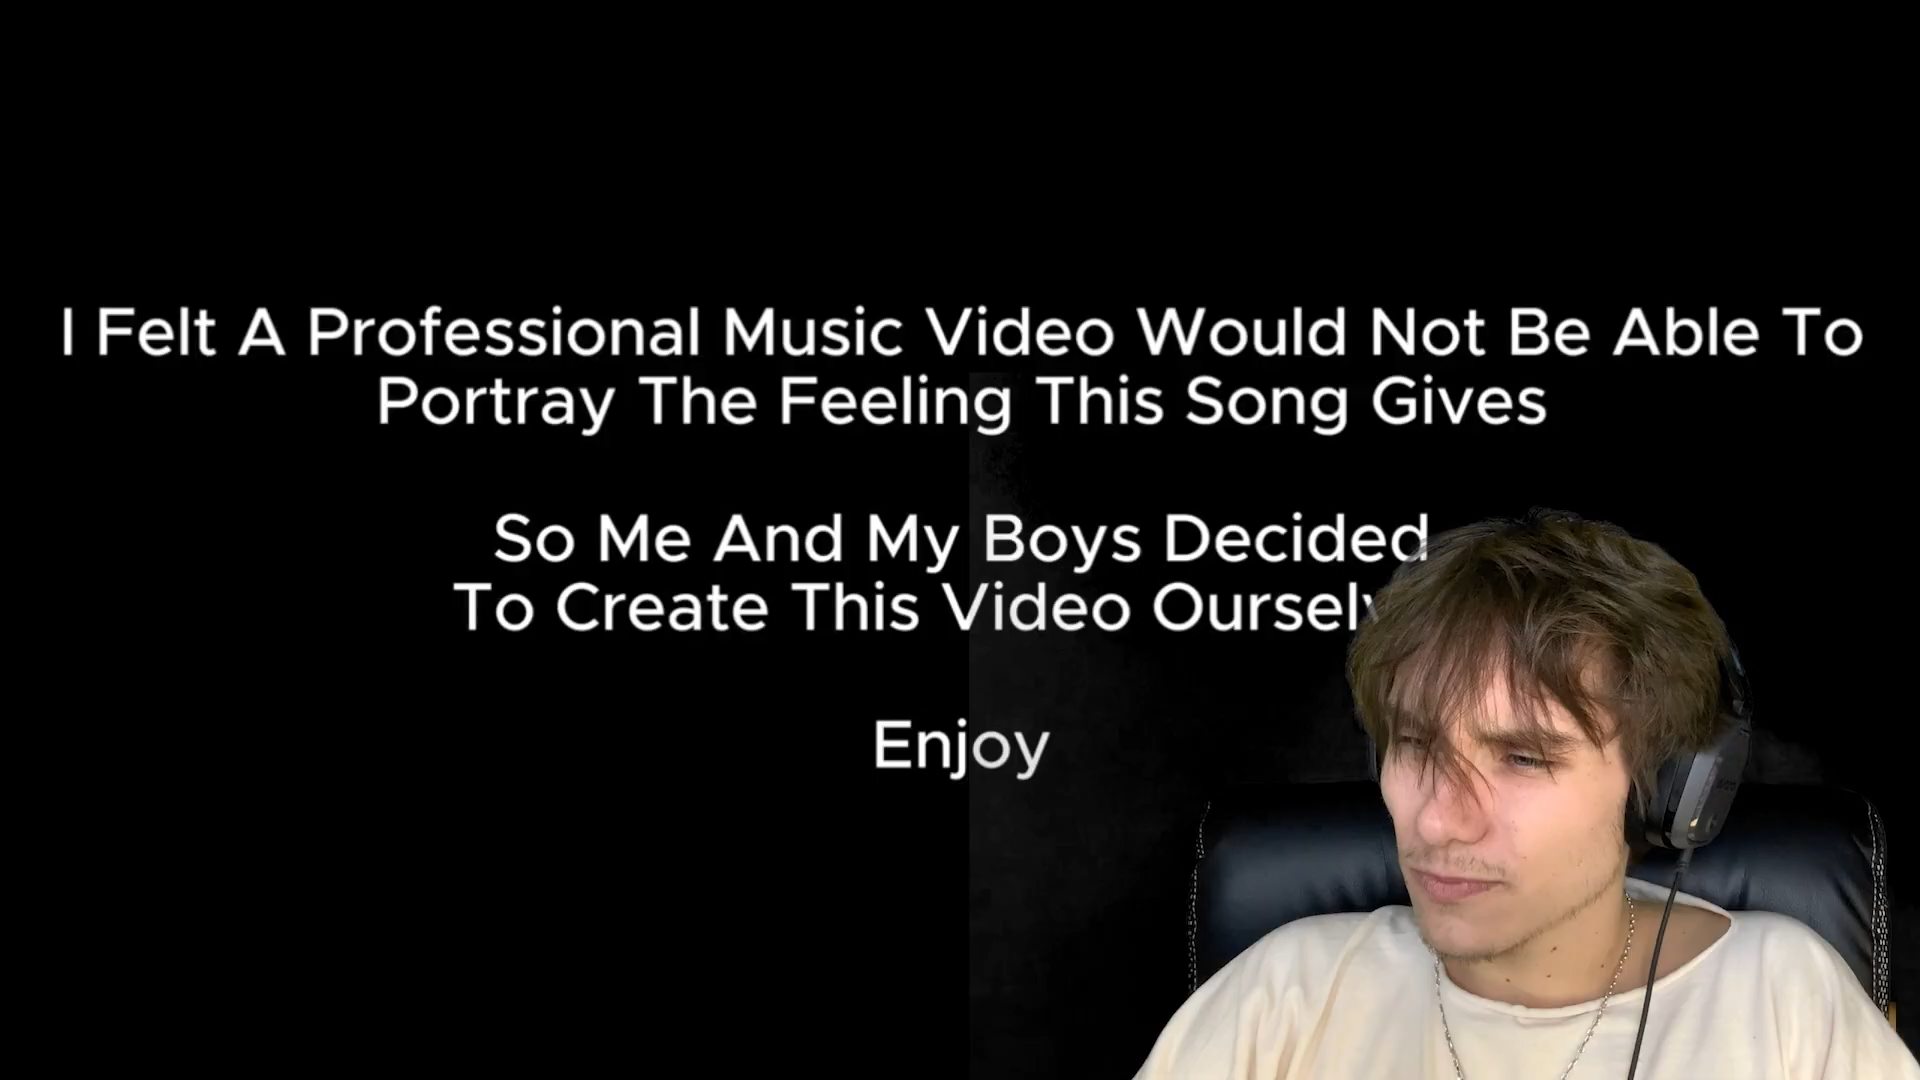 I Felt A Professional Music Video Would Not Be Able To
Portray The Feeling This Song Gives
So Me And My Boys Decided
To Create This Video
Enjoy